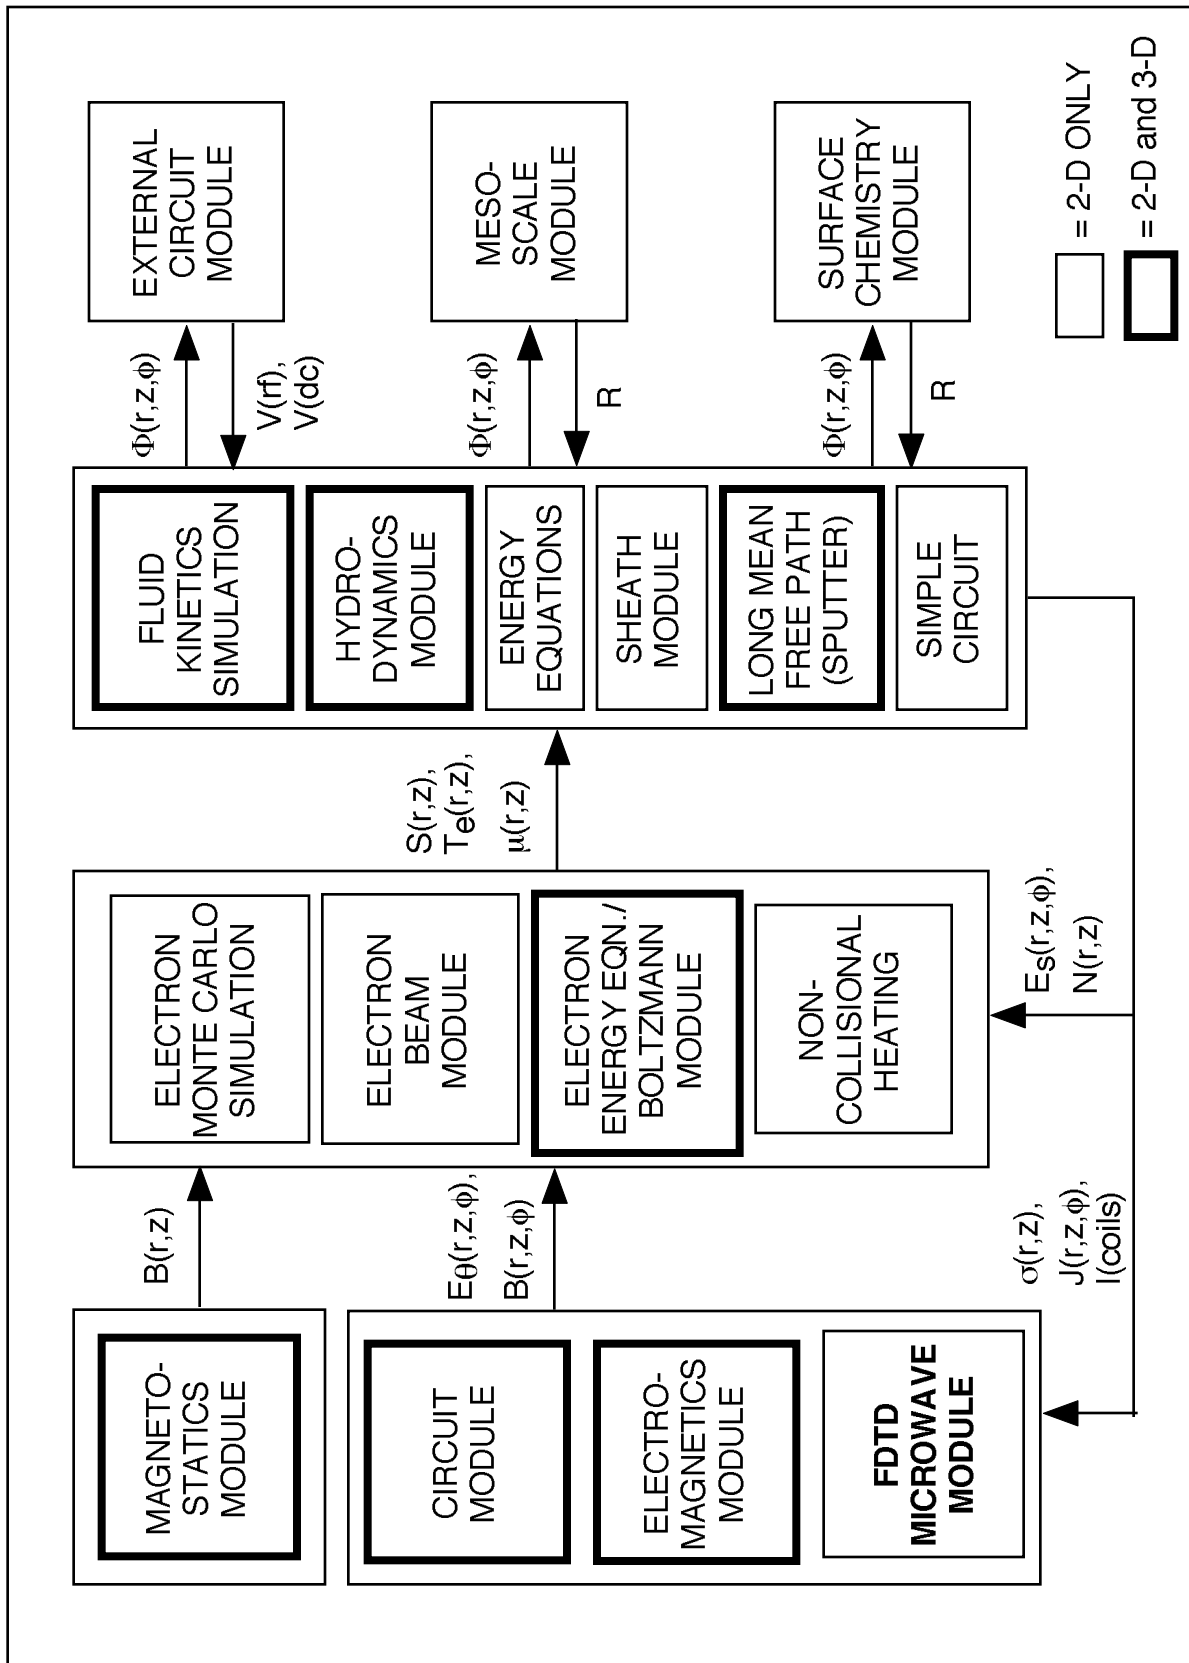 MAGNETO-
STATICS
MODULE
B(r,z)
CIRCUIT
MODULE
ELECTRO-
MAGNETICS
MODULE
FDTD
MICROWAVE
MODULE
Eθ(r,z,ϕ),
B(r,z,ϕ)
ELECTRON
MONTE CARLO
SIMULATION
ELECTRON
BEAM
MODULE
ELECTRON
ENERGY EQN./
BOLTZMANN
MODULE
NON-
COLLISIONAL
HEATING
S(r,z),
Te(r,z),
μ(r,z)
FLUID
KINETICS
SIMULATION
HYDRO-
DYNAMICS
MODULE
ENERGY
EQUATIONS
SHEATH
MODULE
LONG MEAN
FREE PATH
(SPUTTER)
SIMPLE
CIRCUIT
Φ(r,z,ϕ)
V(rf),
V(dc)
EXTERNAL
CIRCUIT
MODULE
Φ(r,z,ϕ)
R
MESO-
SCALE
MODULE
Φ(r,z,ϕ)
R
SURFACE
CHEMISTRY
MODULE
σ(r,z),
J(r,z,ϕ),
I(coils)
Es(r,z,ϕ),
N(r,z)
= 2-D ONLY
= 2-D and 3-D